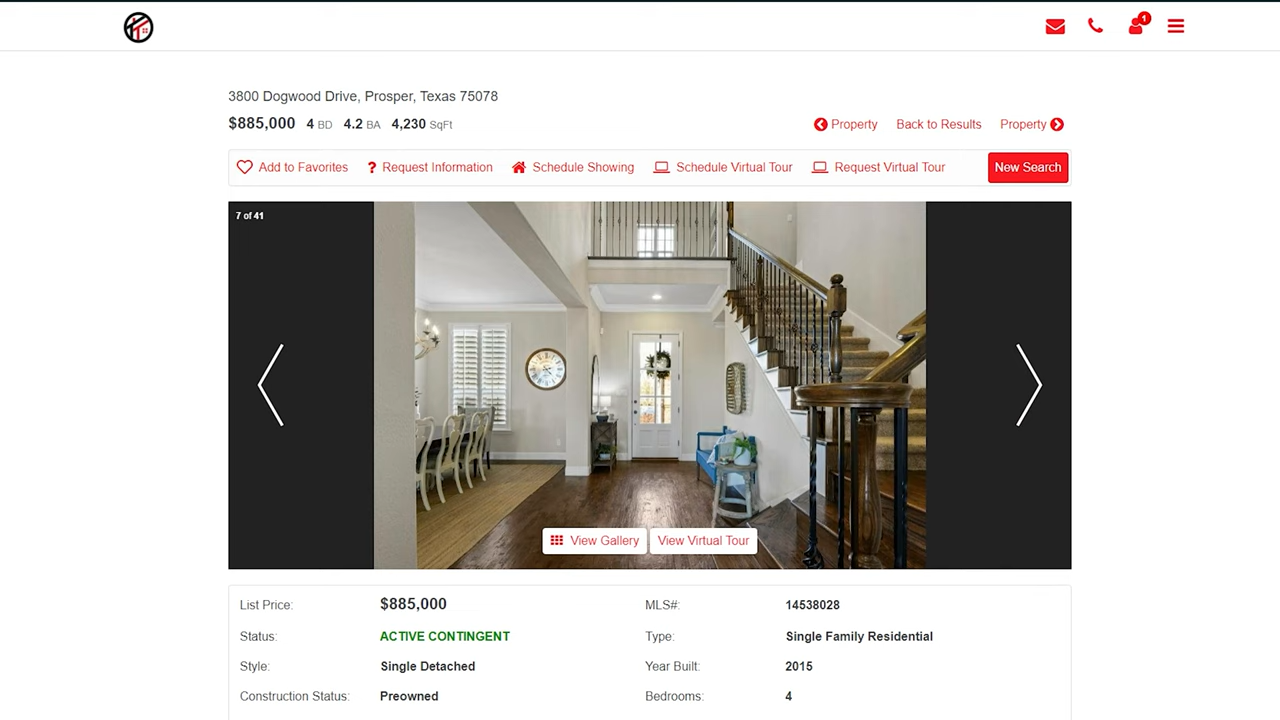 1
3800 Dogwood Drive, Prosper, Texas 75078
$885,000 4 BD 4.2 BA 4,230 SqFt
Property Back to Results Property
Add to Favorites ? Request Information Schedule Showing Schedule Virtual Tour Request Virtual Tour New Search
7 of 41
View Gallery View Virtual Tour
List Price: $885,000 MLS#: 14538028
Status: ACTIVE CONTINGENT Type: Single Family Residential
Style: Single Detached Year Built: 2015
Construction Status: Preowned Bedrooms: 4